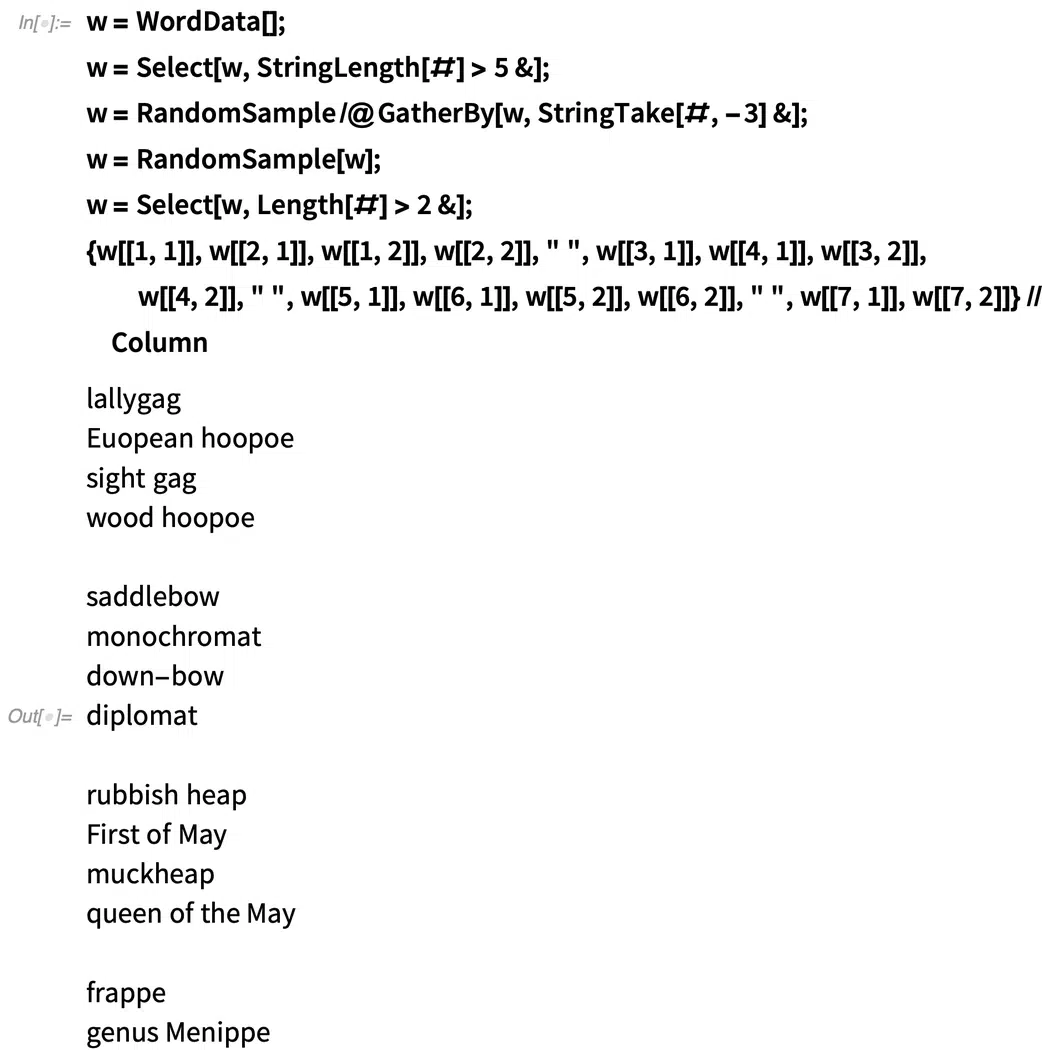 In[•]:= w = WordData[];
w = Select[w, StringLength[#] > 5 &];
w = RandomSample /@ GatherBy[w, StringTake[#, -3] &];
w = RandomSample[w];
w = Select[w, Length[#] > 2 &];
{w[[1, 1]], w[[2, 1]], w[[1, 2]], w[[2, 2]], " ", w[[3, 1]], w[[4, 1]], w[[3, 2]],
w[[4, 2]], " ", w[[5, 1]], w[[6, 1]], w[[5, 2]], w[[6, 2]], " ", w[[7, 1]], w[[7, 2]]} //
Column
lallygag
Euopean hoopoe
sight gag
wood hoopoe
saddlebow
monochromat
down-bow
Out[•]= diplomat
rubbish heap
First of May
muckheap
queen of the May
frappe
genus Menippe